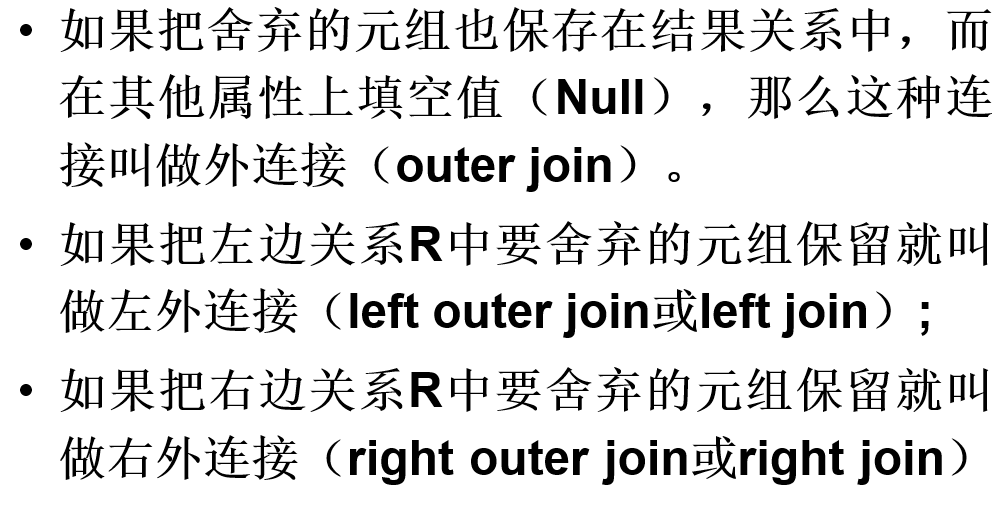 • 如果把舍弃的元组也保存在结果关系中，而
在其他属性上填空值（Null），那么这种连
接叫做外连接（outer join）。
• 如果把左边关系R中要舍弃的元组保留就叫
做左外连接（left outer join或left join）;
• 如果把右边关系R中要舍弃的元组保留就叫
做右外连接（right outer join或right join）